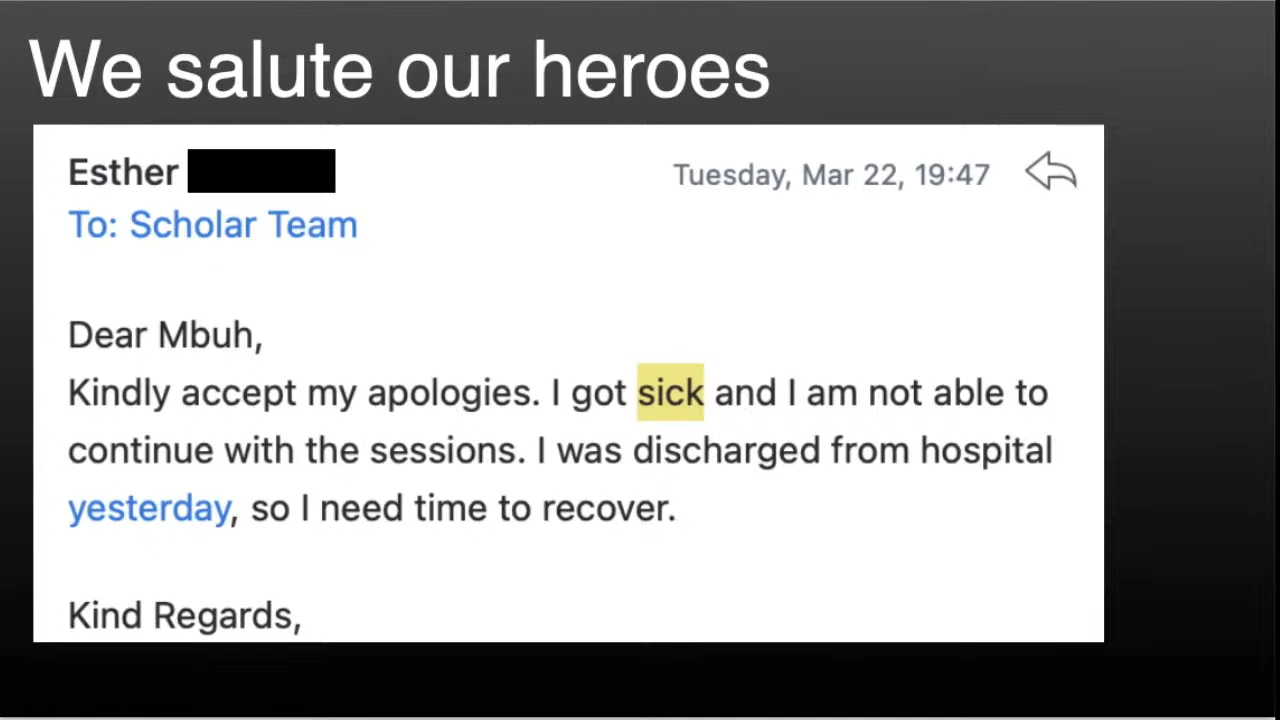 We salute our heroes
Esther
Tuesday, Mar 22, 19:47
To: Scholar Team
Dear Mbuh,
Kindly accept my apologies. I got sick and I am not able to
continue with the sessions. I was discharged from hospital
yesterday, so I need time to recover.
Kind Regards,